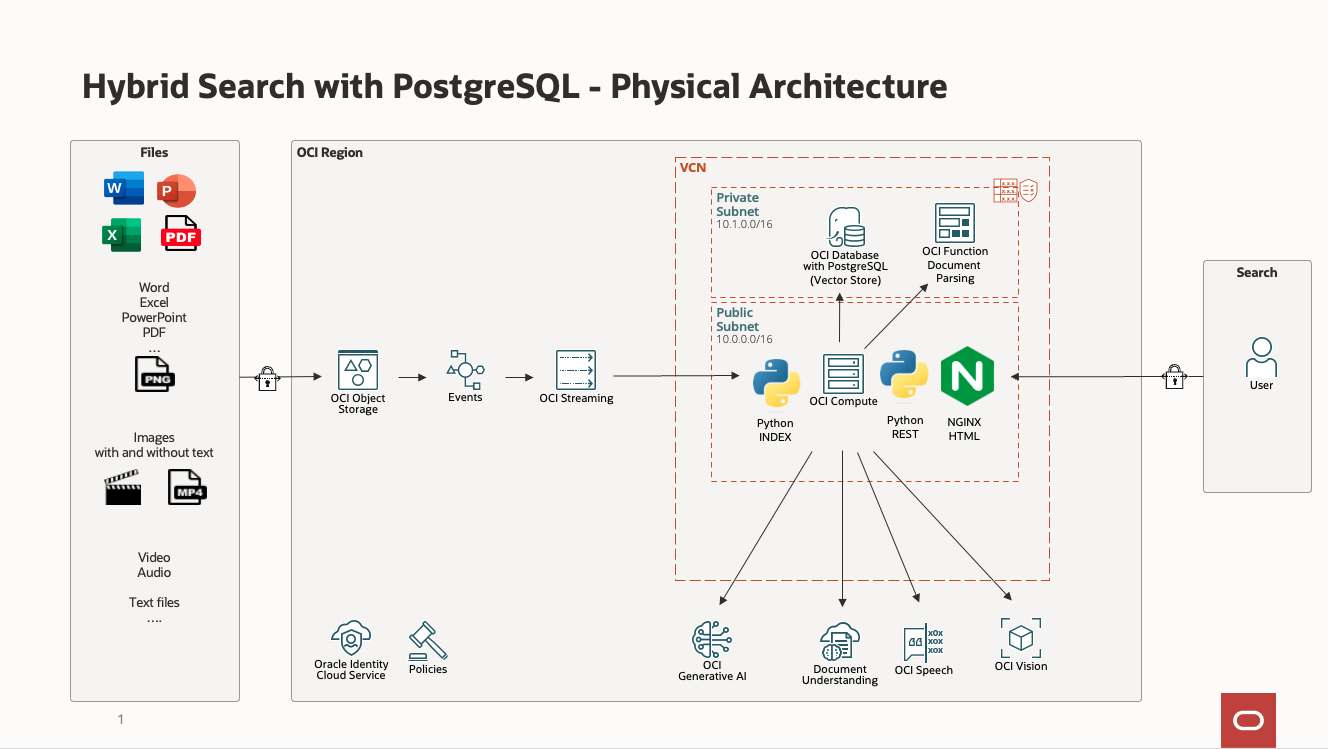 Hybrid Search with PostgreSQL - Physical Architecture
Files
W
P
X
PDF
Word
Excel
PowerPoint
PDF
...
PNG
Images
with and without text
MP4
Video
Audio
Text files
....
OCI Region
OCI Object
Storage
Events
OCI Streaming
VCN
Private
Subnet
10.1.0.0/16
OCI Database
with PostgreSQL
(Vector Store)
OCI Function
Document
Parsing
Public
Subnet
10.0.0.0/16
Python
INDEX
OCI Compute
Python
REST
N
NGINX
HTML
Search
User
Oracle Identity
Cloud Service
Policies
OCI
Generative AI
Document
Understanding
x0x
xox
xox
OCI Speech
OCI Vision
1